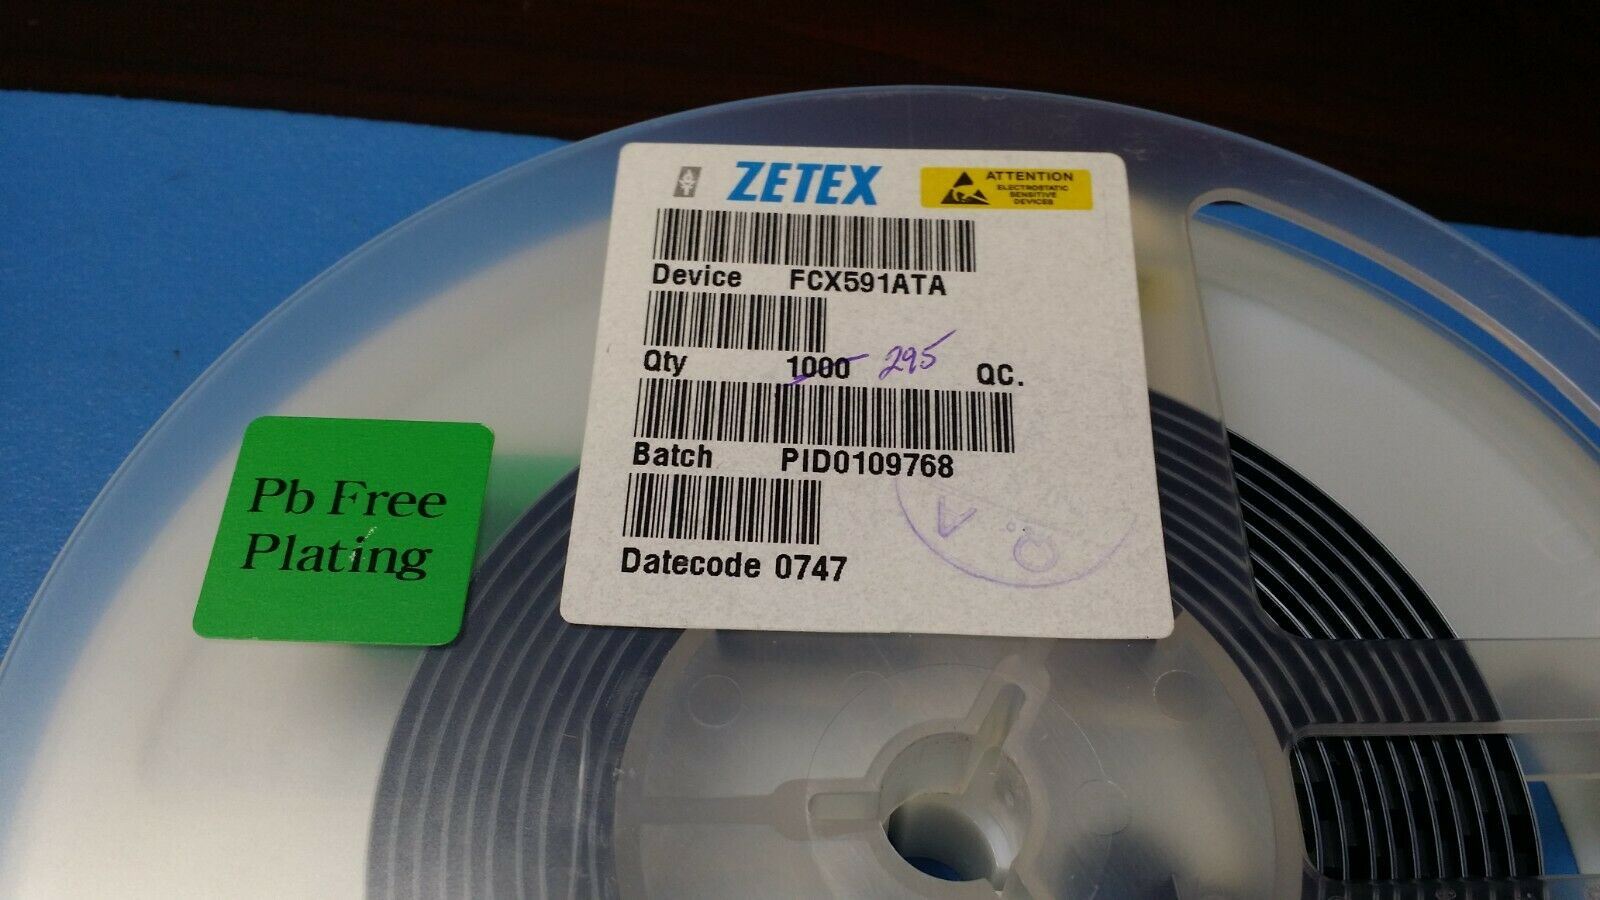 ZETEX
ATTENTION
ELECTROSTATIC
SENSITIVE
DEVICES
Device FCX591ATA
Qty 1000 295 QC.
Batch PID0109768
Datecode 0747
Pb Free
Plating